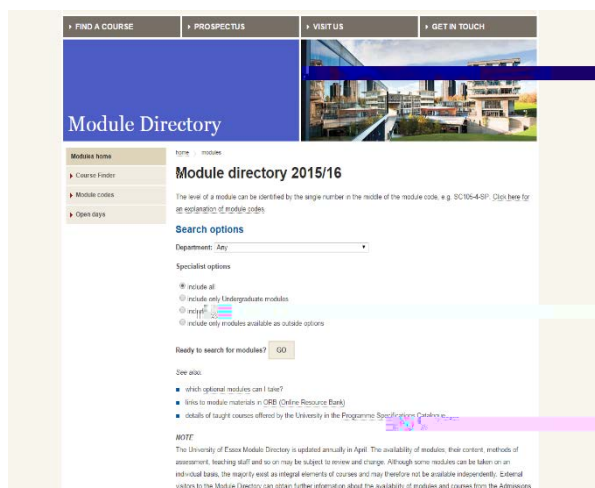 FIND A COURSE
PROSPECTUS
VISIT US
GET IN TOUCH
Module Directory
Modules home
Course Finder
Module codes
Open days
home modules
Module directory 2015/16
The level of a module can be identified by the single number in the middle of the module code, e.g. SC105-4-SP. Click here for
an explanation of module codes.
Search options
Department: Any
Specialist options
include all
include only Undergraduate modules
include only modules available as outside options
Ready to search for modules? GO
See also:
which optional modules can I take?
links to module materials in ORB (Online Resource Bank)
details of taught courses offered by the University in the Programme Specifications Catalogue
NOTE
The University of Essex Module Directory is updated annually in April. The availability of modules, their content, methods of
assessment, teaching staff and so on may be subject to review and change. Although some modules can be taken on an
individual basis, the majority exist as integral elements of courses and may therefore not be available independently. External
visitors to the Module Directory can obtain further information about the availability of modules and courses from the Admissions